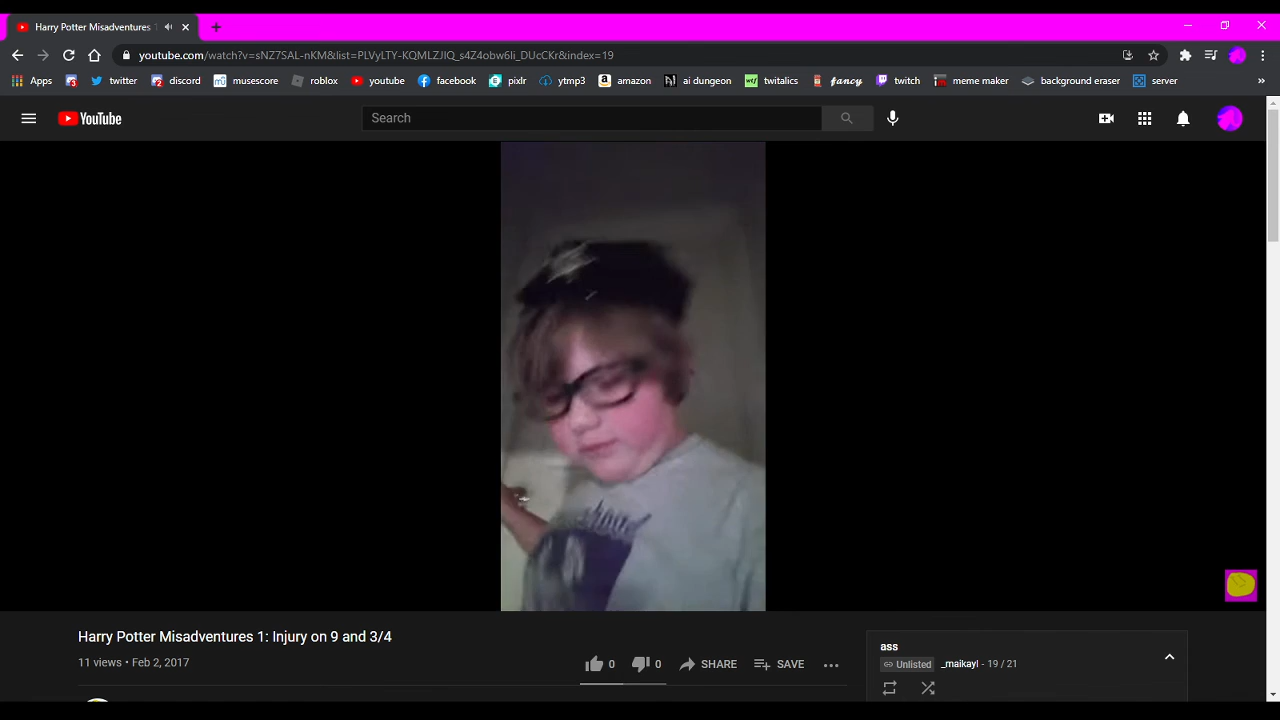 Harry Potter Misadventures 1
youtube.com/watch?v=sNZ7SAL-nKM&list=PLVyLTY-KQMLZJIQ_s4Z4obw6li_DUcCKr&index=19
Apps twitter discord musescore roblox youtube facebook pixlr ytmp3 amazon ai dungeon twitalics fancy twitch meme maker background eraser server »
YouTube
Search
Harry Potter Misadventures 1: Injury on 9 and 3/4
11 views • Feb 2, 2017
0 0 SHARE SAVE
ass
Unlisted _maikayl - 19 / 21